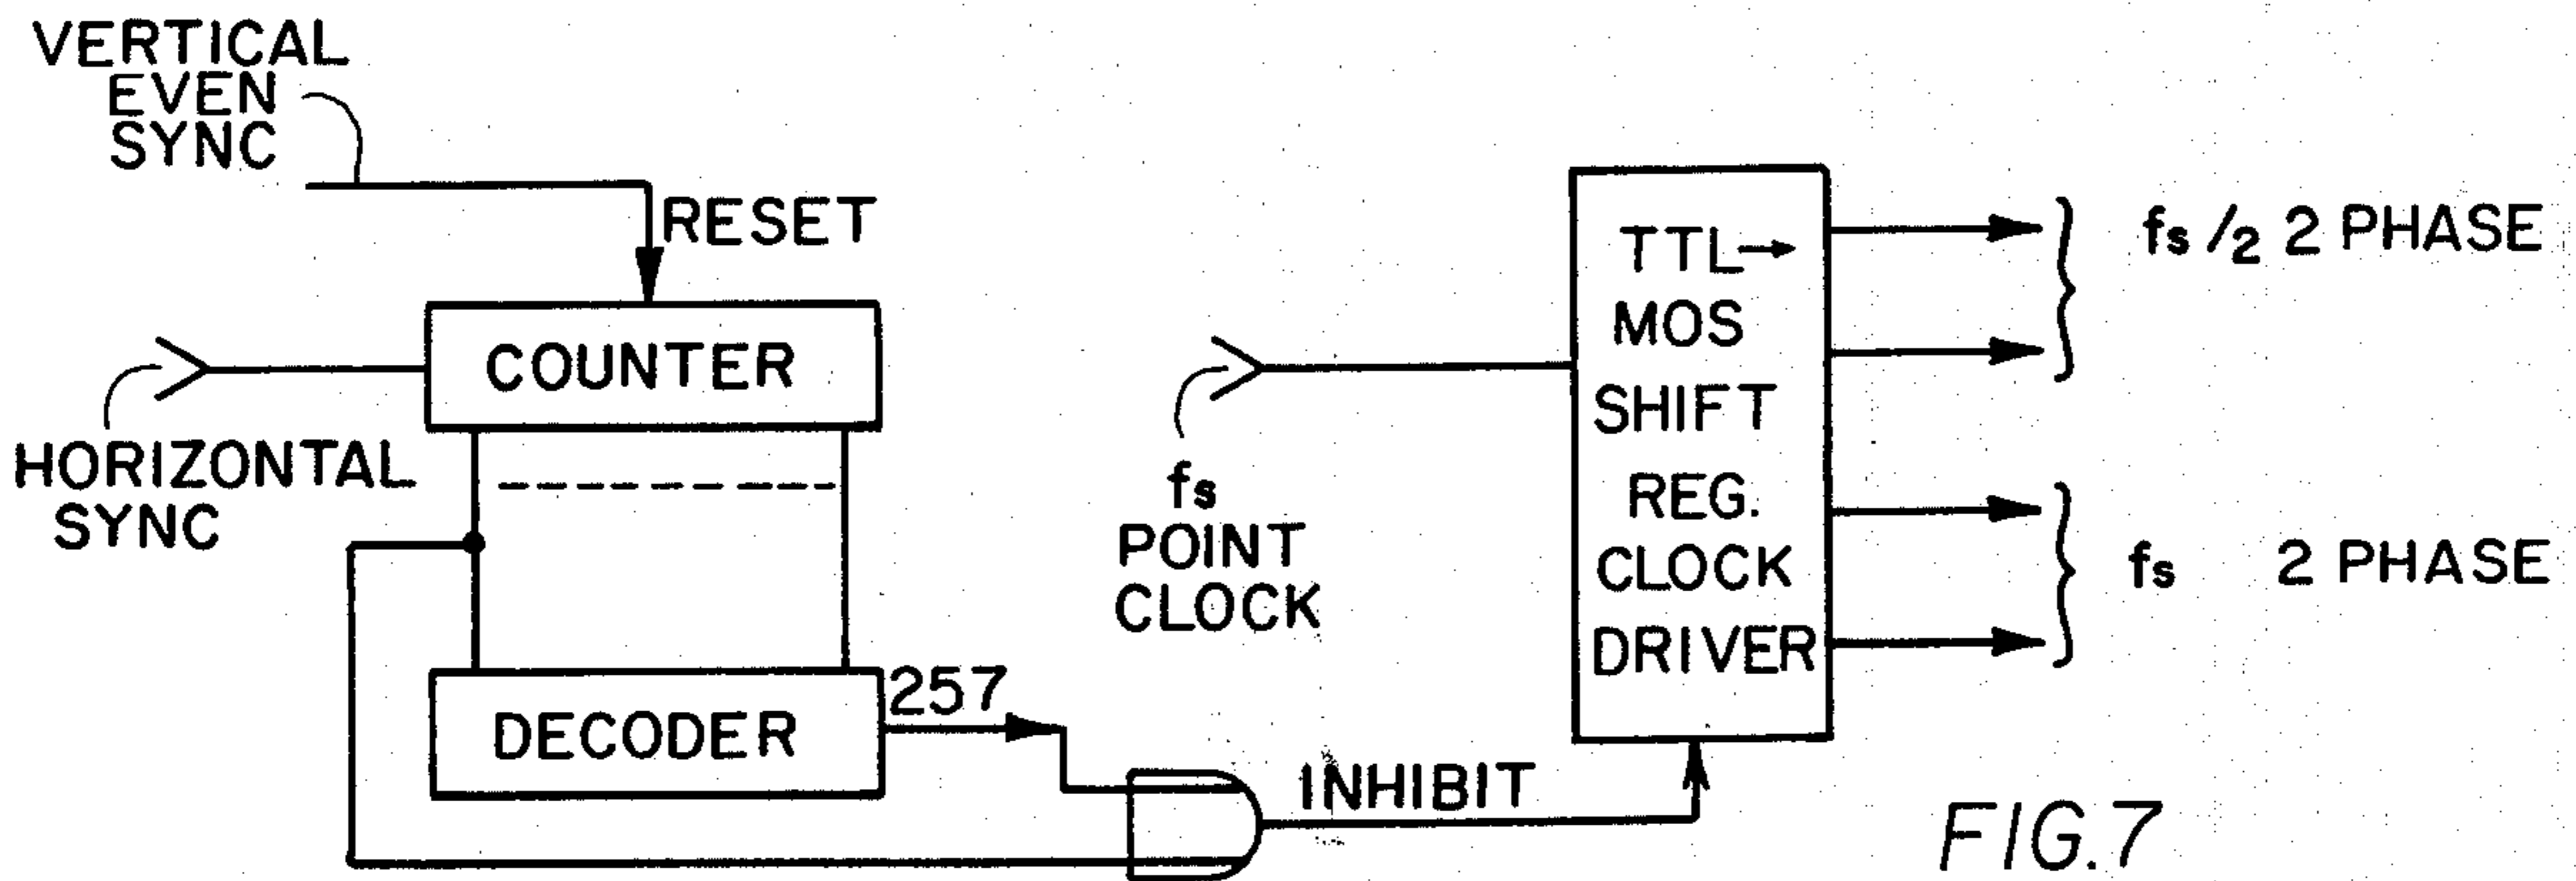 VERTICAL
EVEN
SYNC
RESET
COUNTER
HORIZONTAL
SYNC
DECODER
257
INHIBIT
fs
POINT
CLOCK
TTL→
MOS
SHIFT
REG.
CLOCK
DRIVER
fs/2 2 PHASE
fs 2 PHASE
FIG.7